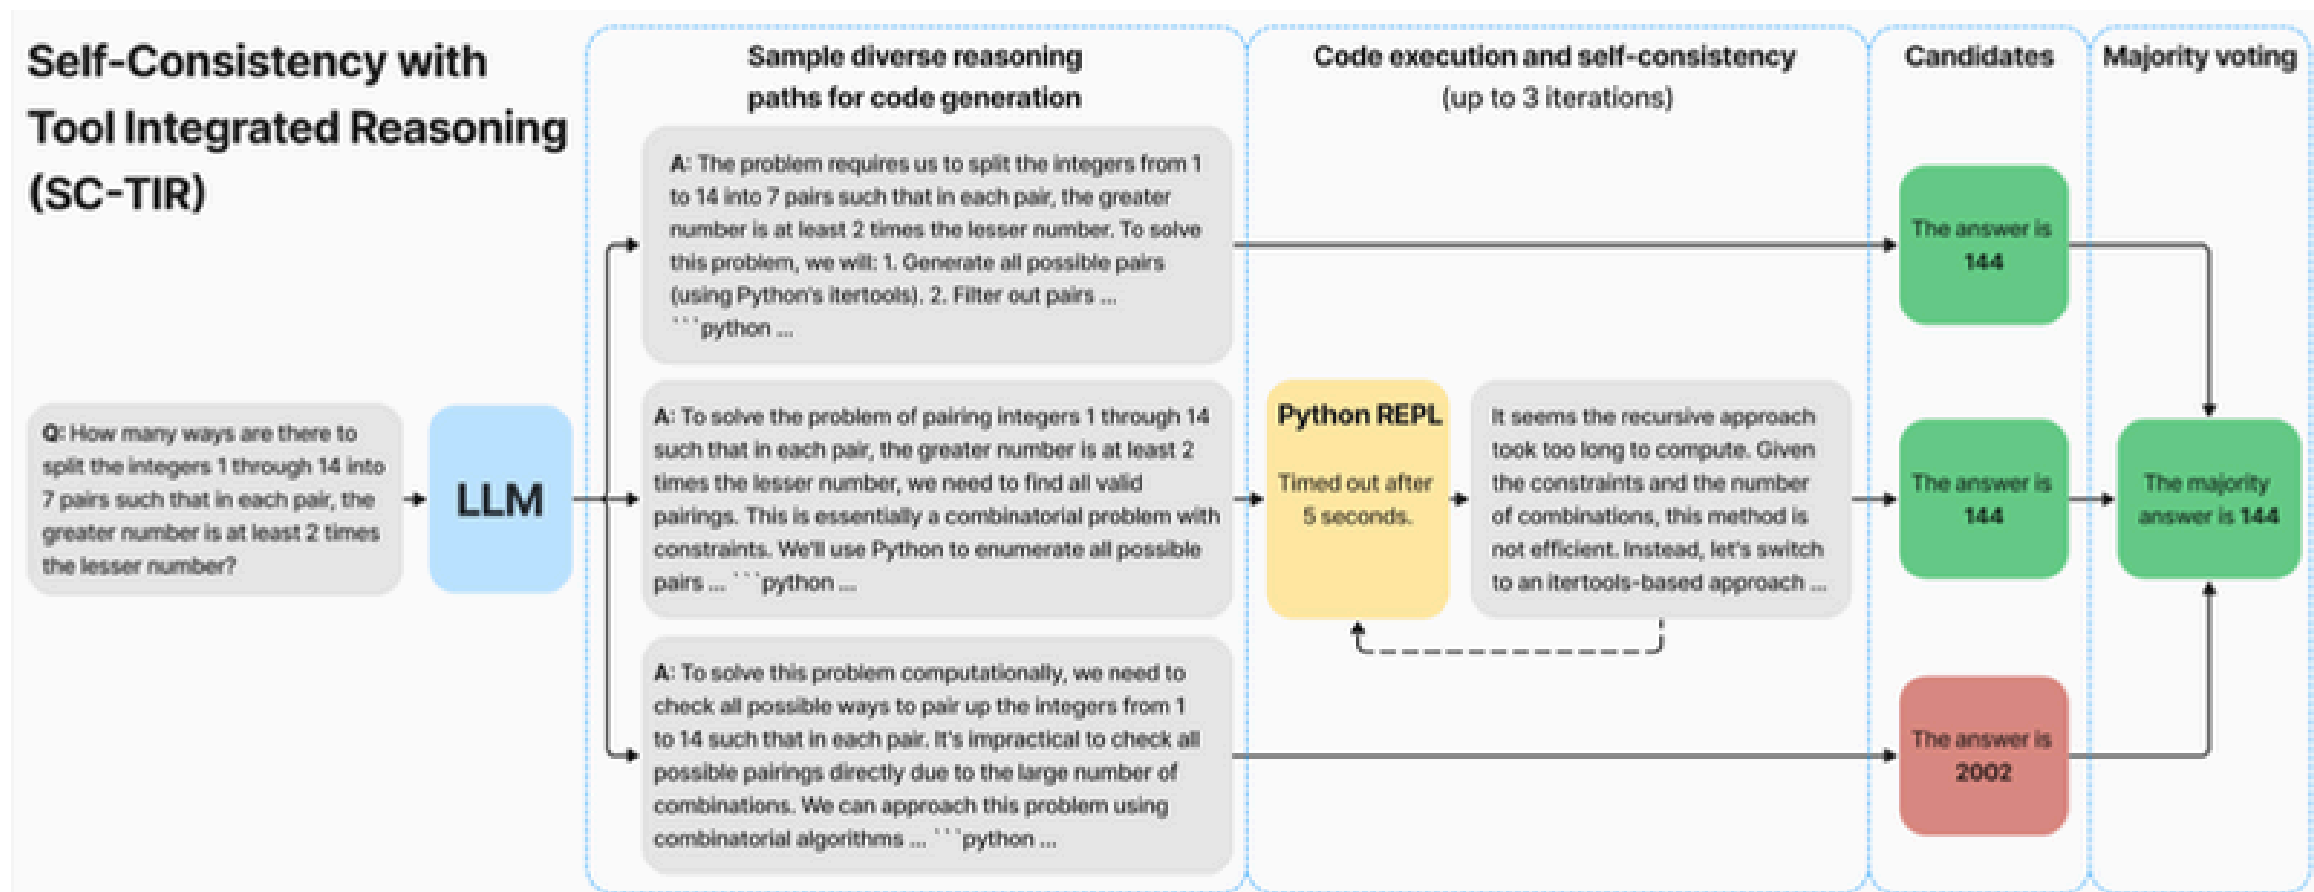 Self-Consistency with
Tool Integrated Reasoning
(SC-TIR)
Q: How many ways are there to
split the integers 1 through 14 into
7 pairs such that in each pair, the
greater number is at least 2 times
the lesser number?
LLM
Sample diverse reasoning
paths for code generation
A: The problem requires us to split the integers from 1
to 14 into 7 pairs such that in each pair, the greater
number is at least 2 times the lesser number. To solve
this problem, we will: 1. Generate all possible pairs
(using Python's itertools). 2. Filter out pairs ...
```python ...
A: To solve the problem of pairing integers 1 through 14
such that in each pair, the greater number is at least 2
times the lesser number, we need to find all valid
pairings. This is essentially a combinatorial problem with
constraints. We'll use Python to enumerate all possible
pairs ... ```python ...
A: To solve this problem computationally, we need to
check all possible ways to pair up the integers from 1
to 14 such that in each pair. It's impractical to check all
possible pairings directly due to the large number of
combinations. We can approach this problem using
combinatorial algorithms ... ```python ...
Code execution and self-consistency
(up to 3 iterations)
Python REPL
Timed out after
5 seconds.
It seems the recursive approach
took too long to compute. Given
the constraints and the number
of combinations, this method is
not efficient. Instead, let's switch
to an itertools-based approach ...
Candidates
The answer is
144
The answer is
144
The answer is
2002
Majority voting
The majority
answer is 144